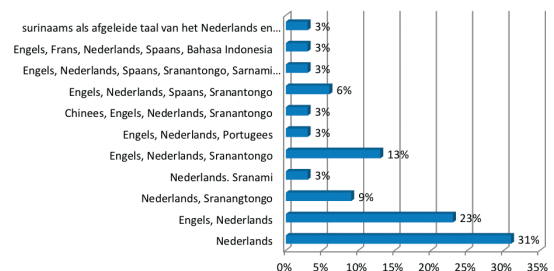 surinaams als afgeleide taal van het Nederlands en... 3%
Engels, Frans, Nederlands, Spaans, Bahasa Indonesia 3%
Engels, Nederlands, Spaans, Sranantongo, Sarnami... 3%
Engels, Nederlands, Spaans, Sranantongo 6%
Chinees, Engels, Nederlands, Sranantongo 3%
Engels, Nederlands, Portugees 3%
Engels, Nederlands, Sranantongo 13%
Nederlands. Sranami 3%
Nederlands, Sranangtongo 9%
Engels, Nederlands 23%
Nederlands 31%
0% 5% 10% 15% 20% 25% 30% 35%